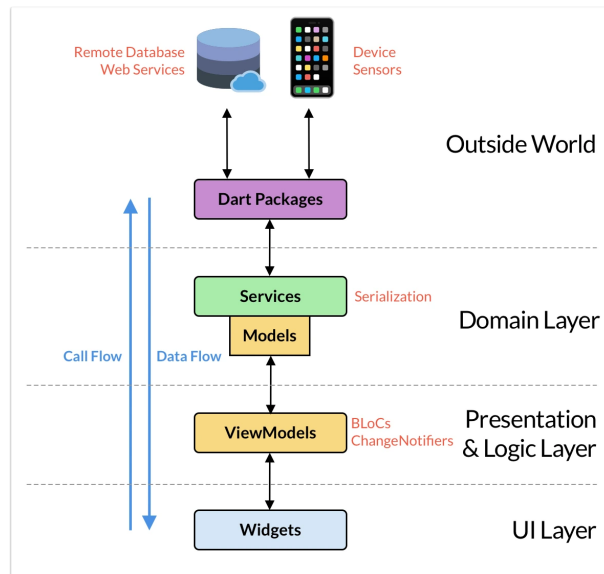 Remote Database
Web Services
Device
Sensors
Outside World
Dart Packages
Services
Serialization
Models
Domain Layer
Call Flow
Data Flow
ViewModels
BLoCs
ChangeNotifiers
Presentation
& Logic Layer
Widgets
UI Layer